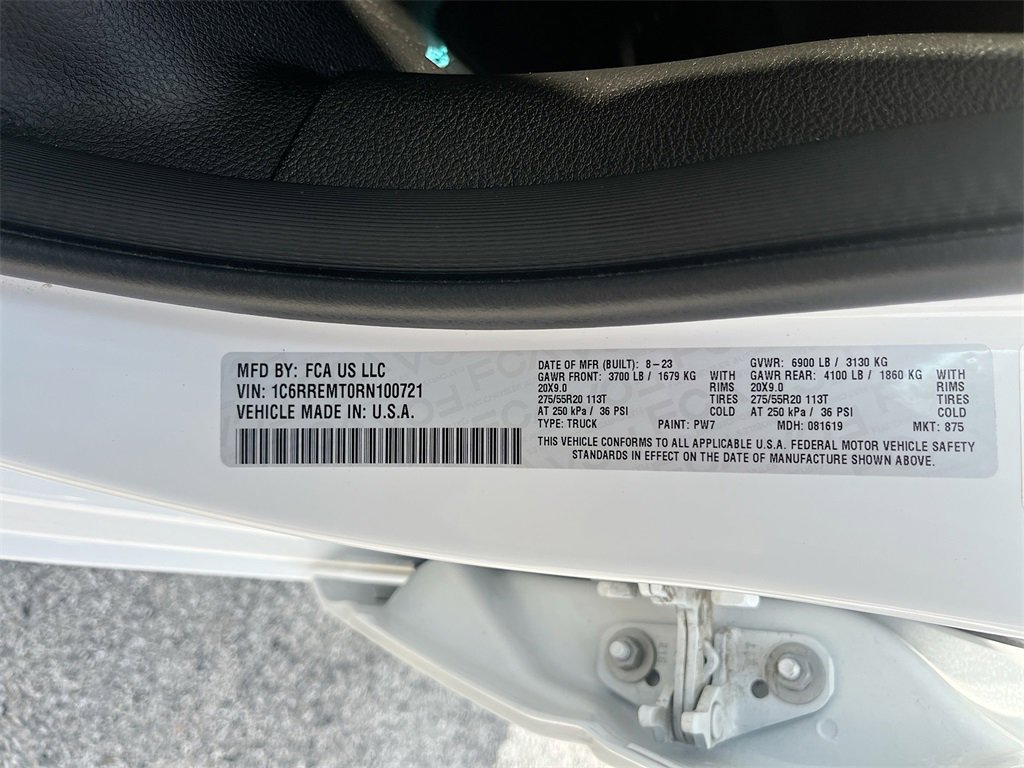 MFD BY: FCA US LLC
VIN: 1C6RREMT0RN100721
VEHICLE MADE IN: U.S.A.
DATE OF MFR (BUILT): 8-23
GAWR FRONT: 3700 LB / 1679 KG WITH
20X9.0 RIMS
275/55R20 113T TIRES
AT 250 kPa / 36 PSI COLD
TYPE: TRUCK PAINT: PW7
GVWR: 6900 LB / 3130 KG
GAWR REAR: 4100 LB / 1860 KG WITH
20X9.0 RIMS
275/55R20 113T TIRES
AT 250 kPa / 36 PSI COLD
MDH: 081619 MKT: 875
THIS VEHICLE CONFORMS TO ALL APPLICABLE U.S.A. FEDERAL MOTOR VEHICLE SAFETY
STANDARDS IN EFFECT ON THE DATE OF MANUFACTURE SHOWN ABOVE.